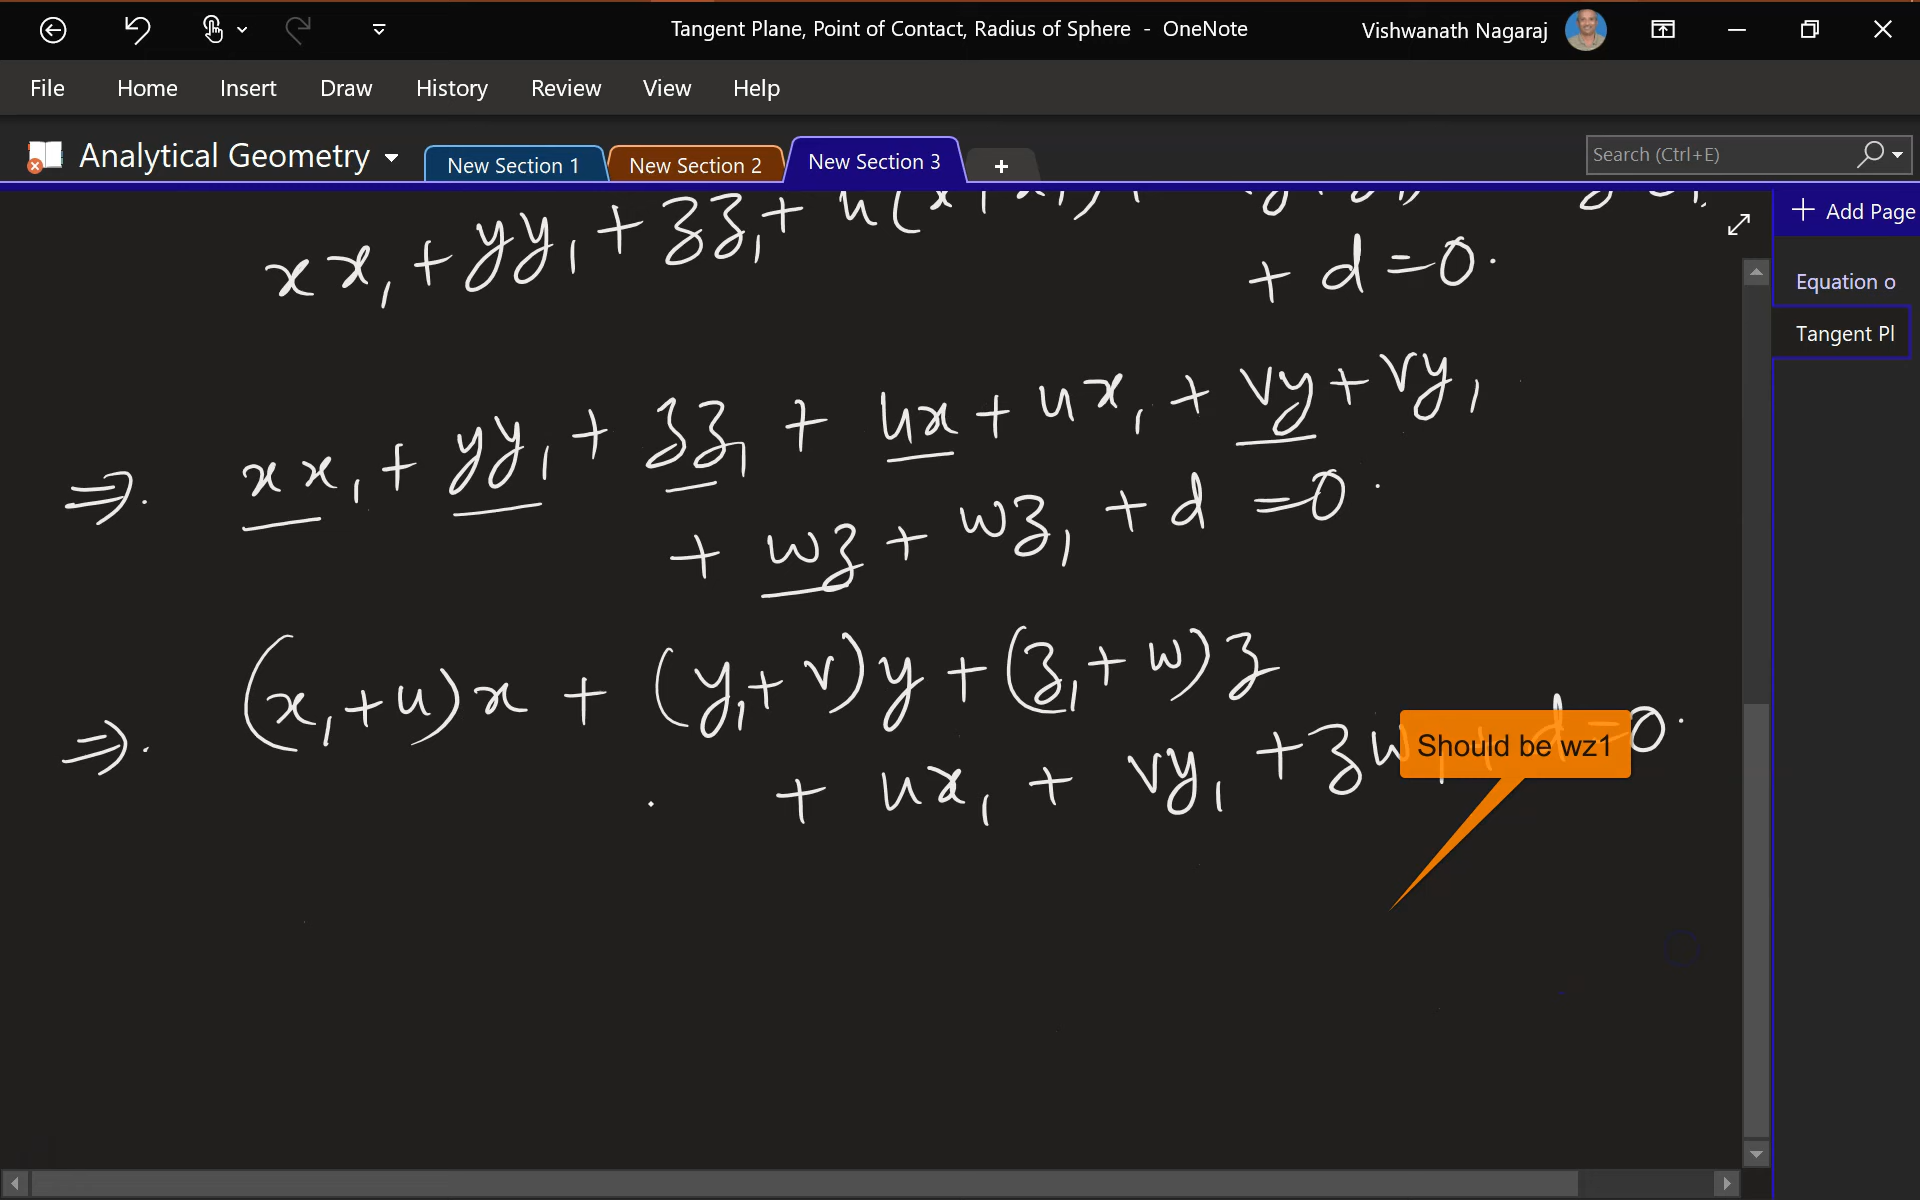 Tangent Plane, Point of Contact, Radius of Sphere - OneNote
Vishwanath Nagaraj
File Home Insert Draw History Review View Help
Analytical Geometry
New Section 1
New Section 2
New Section 3
+
Search (Ctrl+E)
+ Add Page
Equation o
Tangent Pl
xx₁ + yy₁ + zz₁ + u(x + x₁) +
+ d = 0.
⇒. xx₁ + yy₁ + zz₁ + ux + ux₁ + vy + vy₁
+ wz + wz₁ + d = 0.
⇒. (x₁ + u)x + (y₁ + v)y + (z₁ + w)z
+ ux₁ + vy₁ + zw₁ + d = 0.
Should be wz1